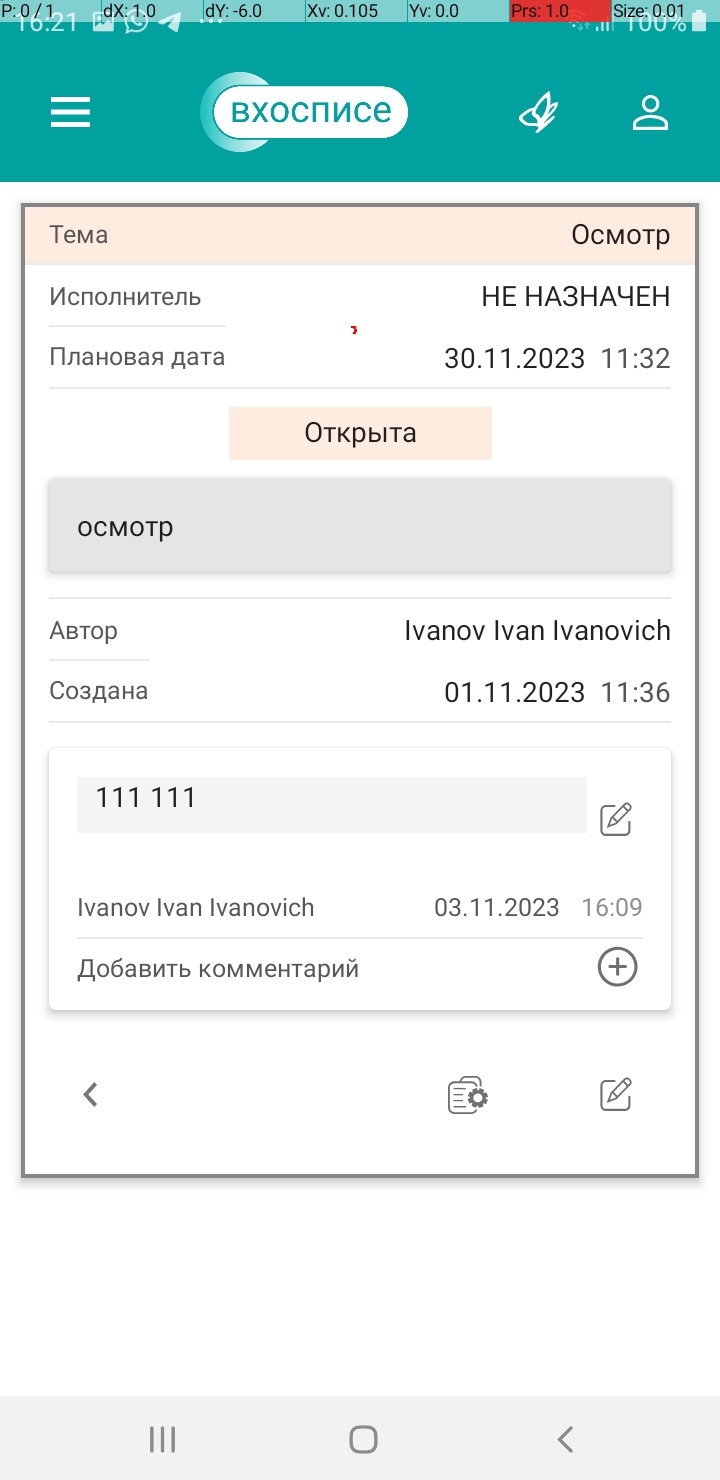 P: 0 / 1 dX: 1.0 dY: -6.0 Xv: 0.105 Yv: 0.0 Prs: 1.0 Size: 0.01
16:21 100%
вхосписе
Тема Осмотр
Исполнитель НЕ НАЗНАЧЕН
Плановая дата 30.11.2023 11:32
Открыта
осмотр
Автор Ivanov Ivan Ivanovich
Создана 01.11.2023 11:36
111 111
Ivanov Ivan Ivanovich 03.11.2023 16:09
Добавить комментарий